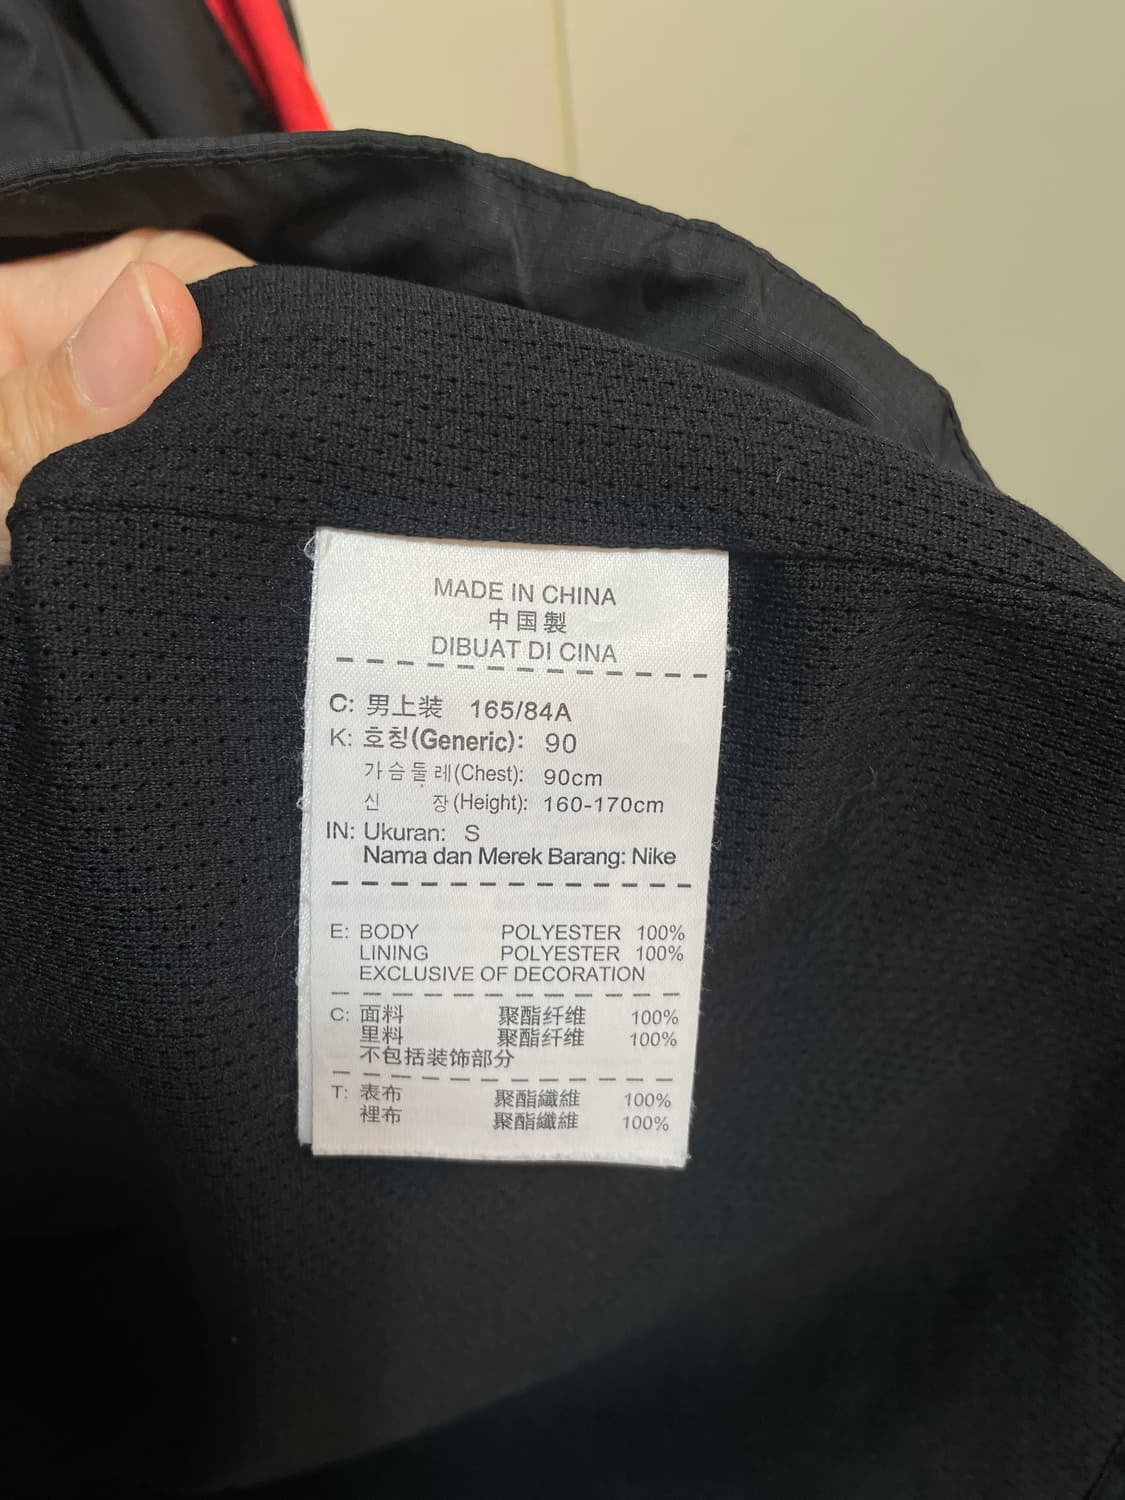 MADE IN CHINA
中国製
DIBUAT DI CINA
C: 男上装 165/84A
K: 호칭(Generic): 90
가슴둘레(Chest): 90cm
신 장(Height): 160-170cm
IN: Ukuran: S
Nama dan Merek Barang: Nike
E: BODY POLYESTER 100%
LINING POLYESTER 100%
EXCLUSIVE OF DECORATION
C: 面料 聚酯纤维 100%
里料 聚酯纤维 100%
不包括装饰部分
T: 表布 聚酯纖維 100%
裡布 聚酯纖維 100%